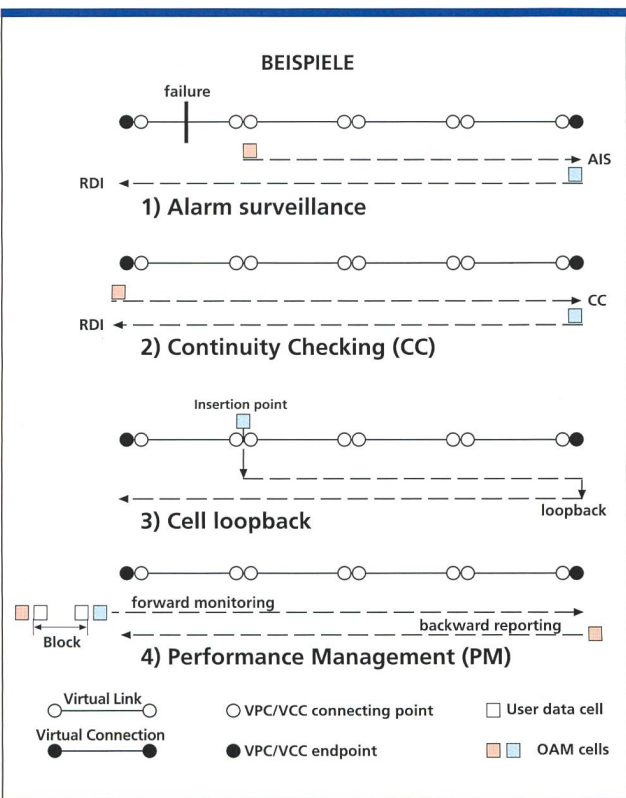 BEISPIELE
failure
AIS
RDI
1) Alarm surveillance
CC
RDI
2) Continuity Checking (CC)
Insertion point
loopback
3) Cell loopback
forward monitoring
backward reporting
Block
4) Performance Management (PM)
Virtual Link
VPC/VCC connecting point
User data cell
Virtual Connection
VPC/VCC endpoint
OAM cells